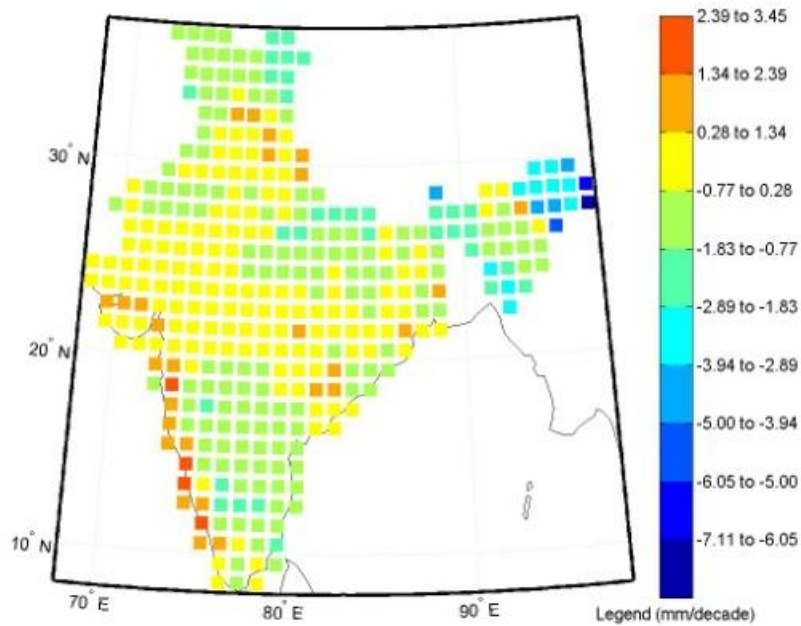 2.39 to 3.45
1.34 to 2.39
0.28 to 1.34
-0.77 to 0.28
-1.83 to -0.77
-2.89 to -1.83
-3.94 to -2.89
-5.00 to -3.94
-6.05 to -5.00
-7.11 to -6.05
30° N
20° N
10° N
70° E
80° E
90° E
Legend (mm/decade)